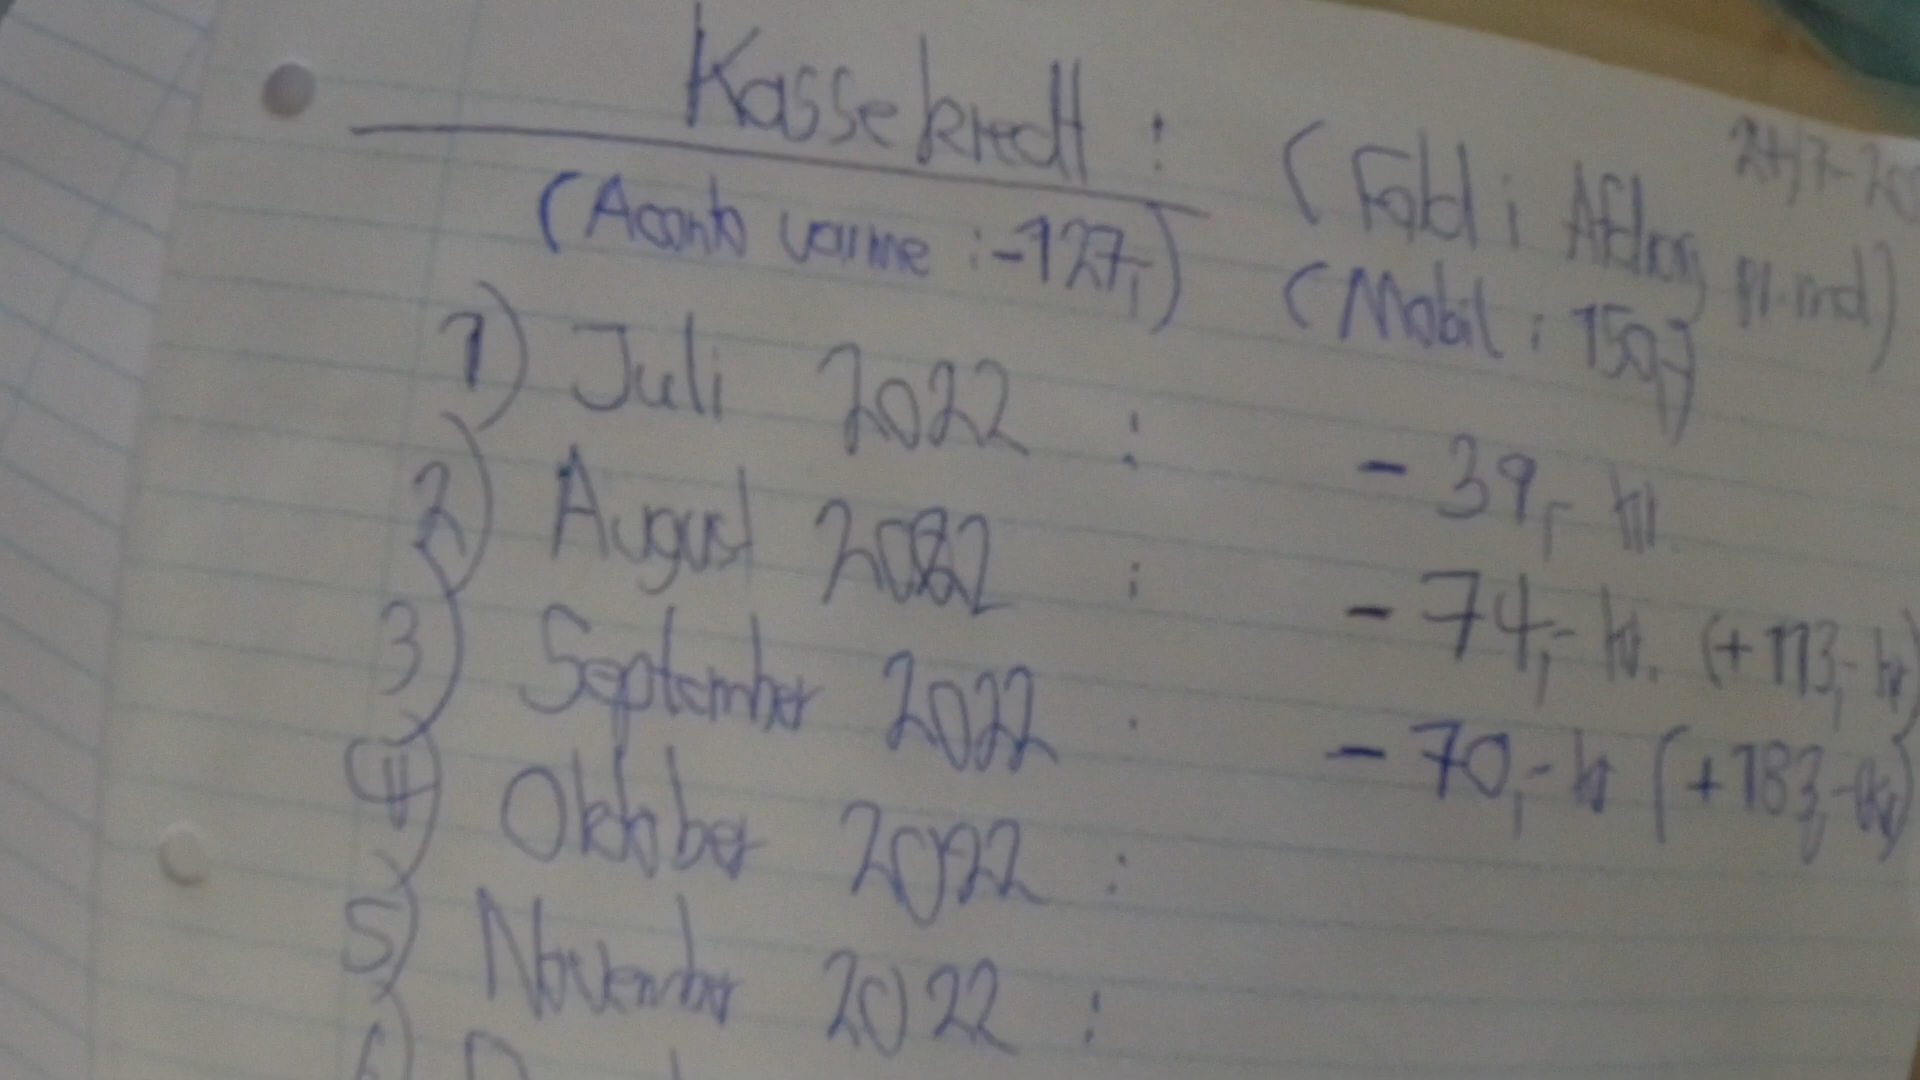 Kassekredit : (Fald i Afdrag pr. md)
(Aconto varme : -127,-) (Mobil : 150,-)
1) Juli 2022 : - 39,- kr
2) August 2022 : - 74,- kr. (+ 113,- kr)
3) September 2022 : - 70,- kr (+ 183,- kr)
4) Oktober 2022 :
5) November 2022 :
6)